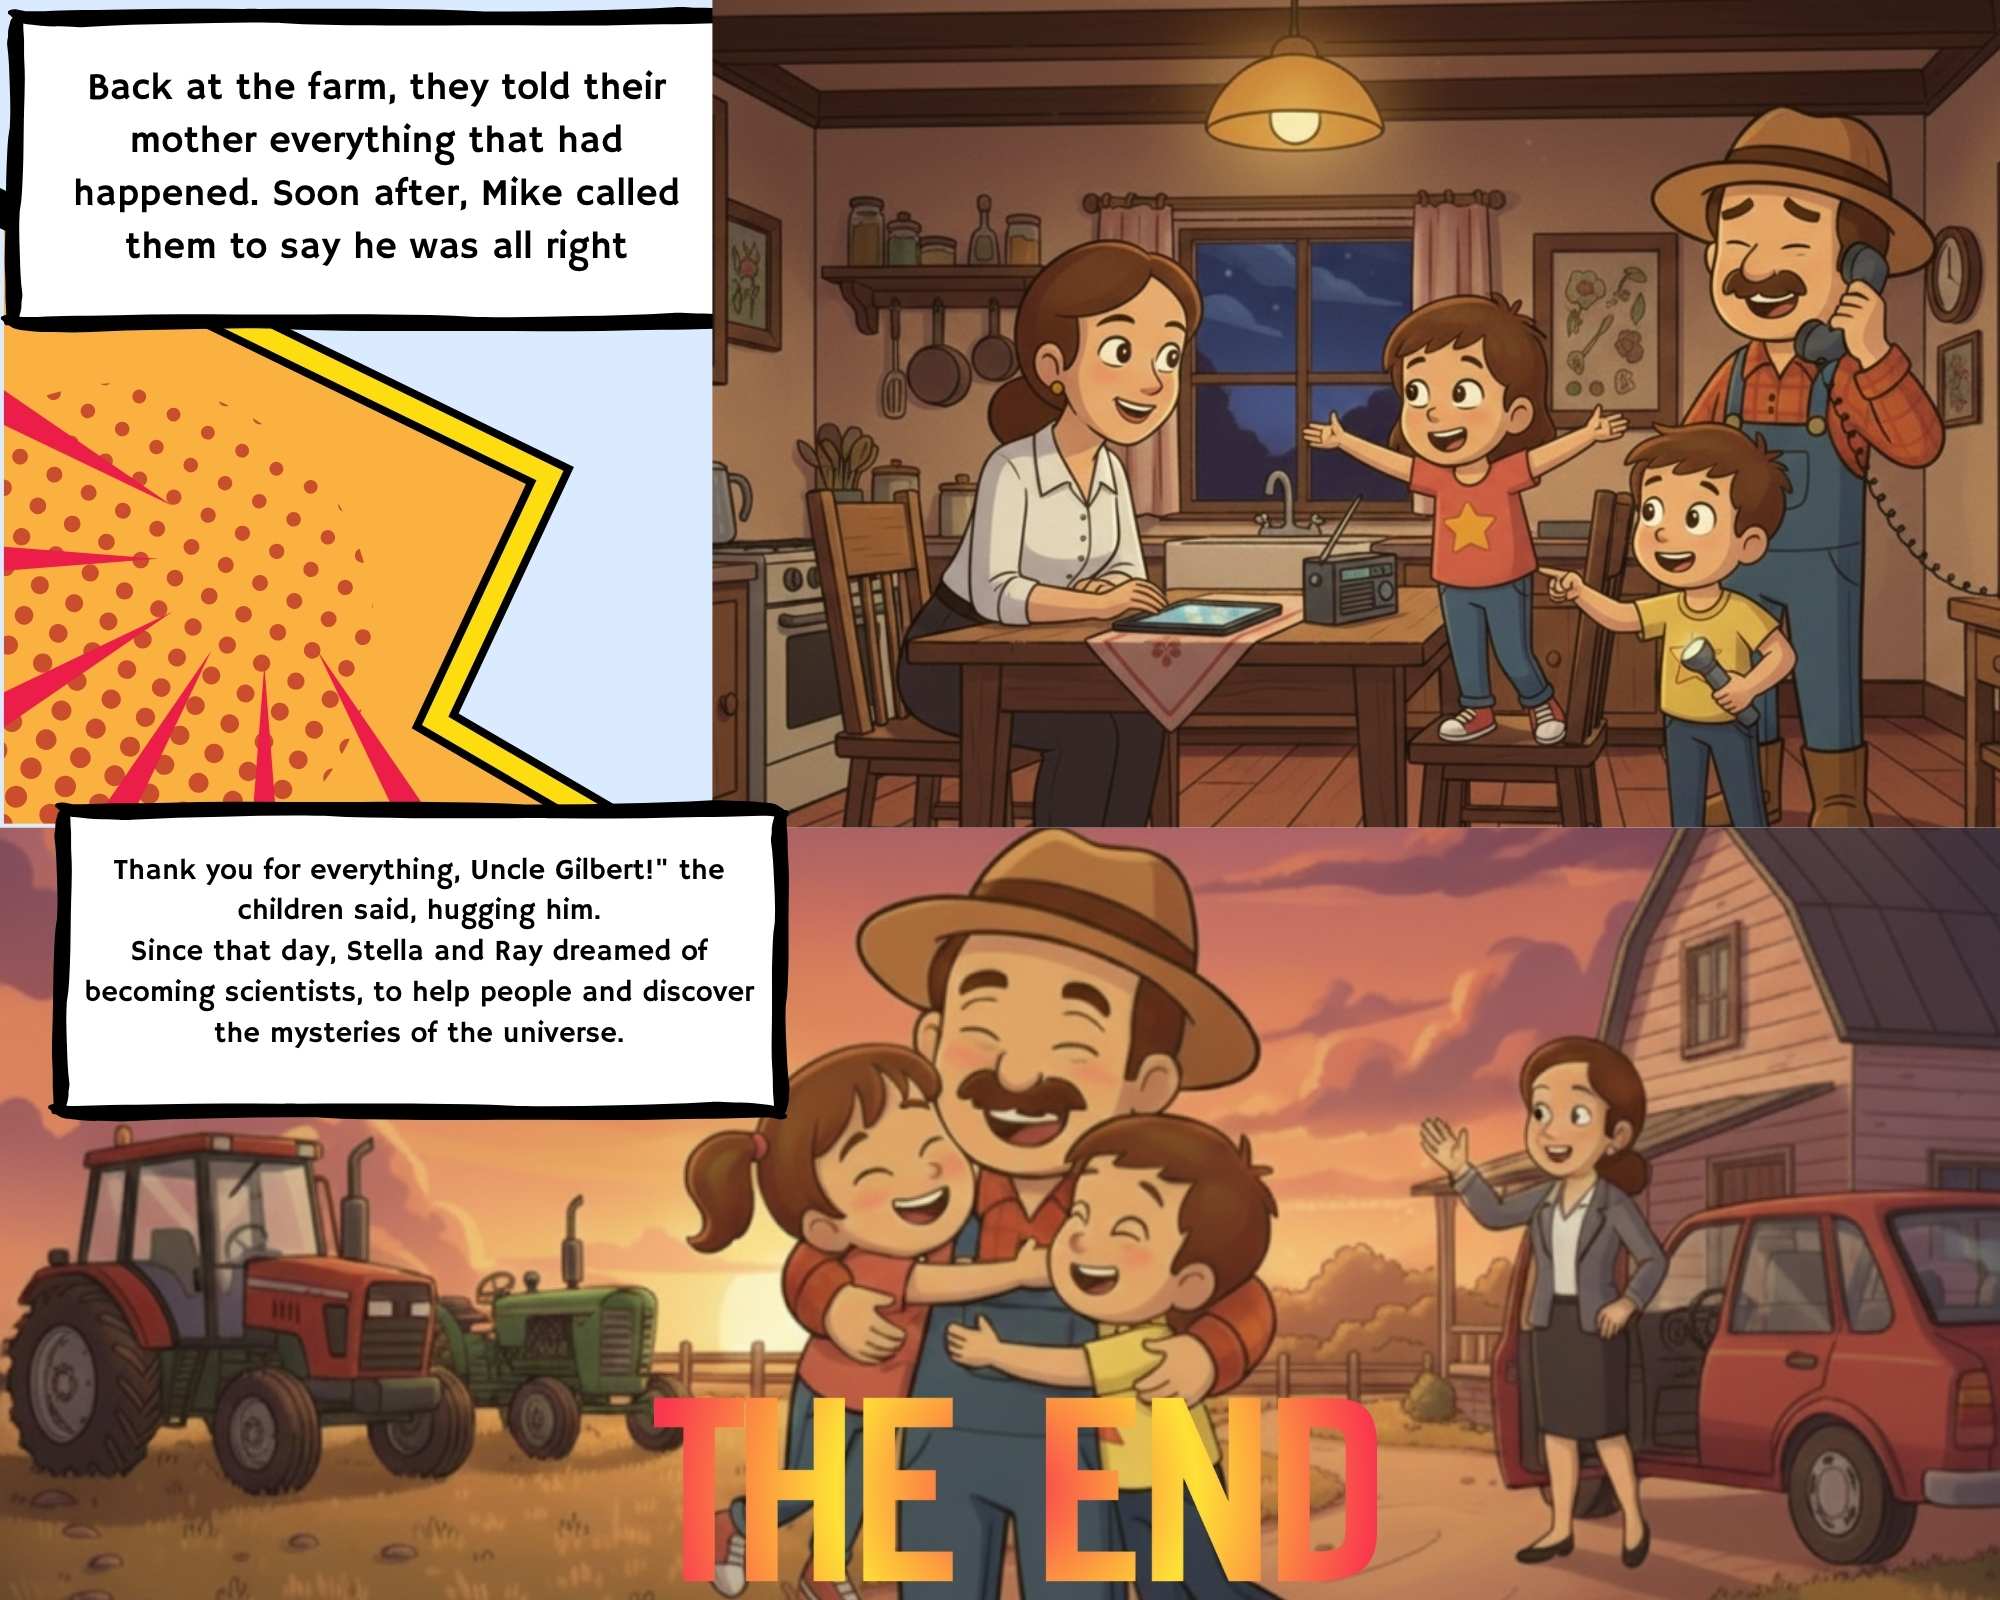 Back at the farm, they told their
mother everything that had
happened. Soon after, Mike called
them to say he was all right
Thank you for everything, Uncle Gilbert!" the
children said, hugging him.
Since that day, Stella and Ray dreamed of
becoming scientists, to help people and discover
the mysteries of the universe.
THE END